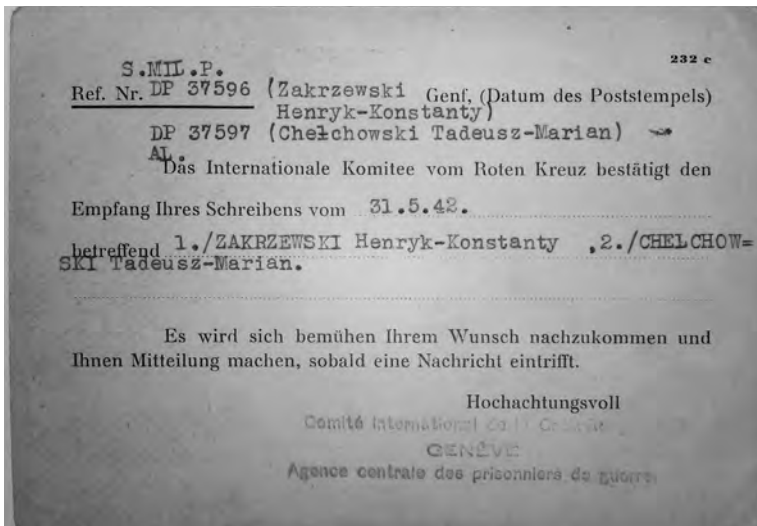 232 c
S.MIL.P.
Ref. Nr. DP 37596 (Zakrzewski Genf, (Datum des Poststempels)
Henryk-Konstanty)
DP 37597 (Chełchowski Tadeusz-Marian)
AL.
Das Internationale Komitee vom Roten Kreuz bestätigt den
Empfang Ihres Schreibens vom 31.5.42.
betreffend 1./ZAKRZEWSKI Henryk-Konstanty ,2./CHELCHOW=
SKI Tadeusz-Marian.
Es wird sich bemühen Ihrem Wunsch nachzukommen und
Ihnen Mitteilung machen, sobald eine Nachricht eintrifft.
Hochachtungsvoll
Comité International de la
GENÈVE
Agence centrale des prisonniers de guerre